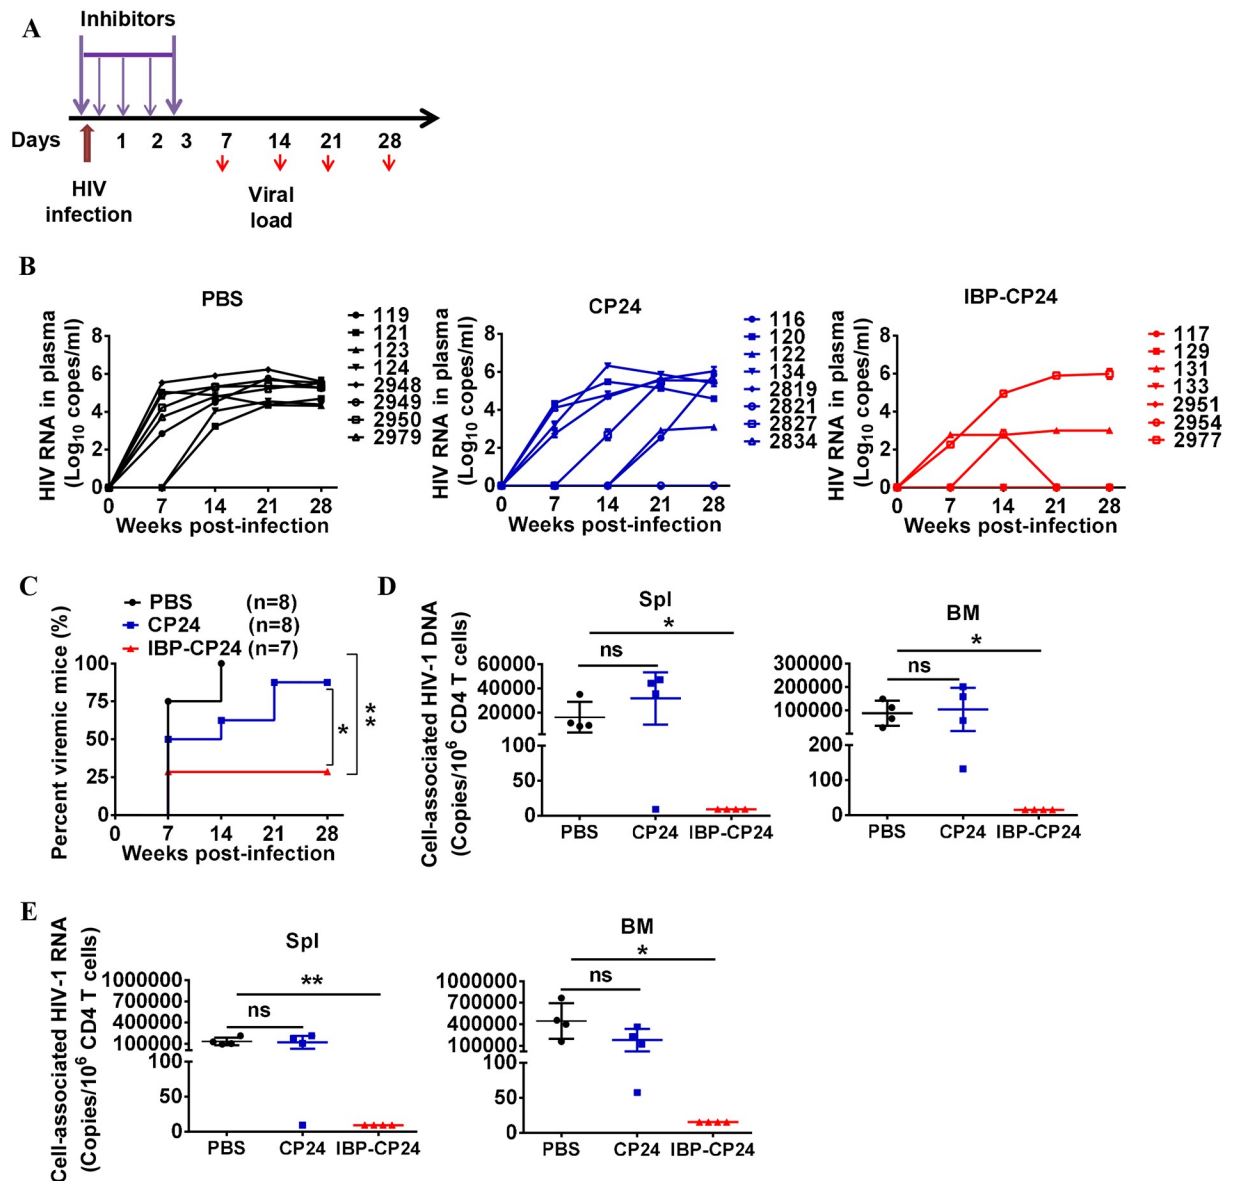 A
Inhibitors
Days 1 2 3 7 14 21 28
HIV
infection
Viral
load
B
PBS
HIV RNA in plasma
(Log10 copes/ml)
8
6
4
2
0
0 7 14 21 28
Weeks post-infection
119
121
123
124
2948
2949
2950
2979
CP24
HIV RNA in plasma
(Log10 copies/ml)
8
6
4
2
0
0 7 14 21 28
Weeks post-infection
116
120
122
134
2819
2821
2827
2834
IBP-CP24
HIV RNA in plasma
(Log10 copies/ml)
8
6
4
2
0
0 7 14 21 28
Weeks post-infection
117
129
131
133
2951
2954
2977
C
PBS (n=8)
CP24 (n=8)
IBP-CP24 (n=7)
Percent viremic mice (%)
100
75
50
25
0
0 7 14 21 28
Weeks post-infection
*
**
D
Cell-associated HIV-1 DNA
(Copies/10⁶ CD4 T cells)
Spl
*
ns
60000
40000
20000
100
50
0
PBS CP24 IBP-CP24
BM
*
ns
300000
200000
100000
200
100
0
PBS CP24 IBP-CP24
E
Cell-associated HIV-1 RNA
(Copies/10⁶ CD4 T cells)
Spl
**
ns
1000000
700000
400000
100000
100
50
0
PBS CP24 IBP-CP24
BM
*
ns
1000000
700000
400000
100000
100
50
0
PBS CP24 IBP-CP24